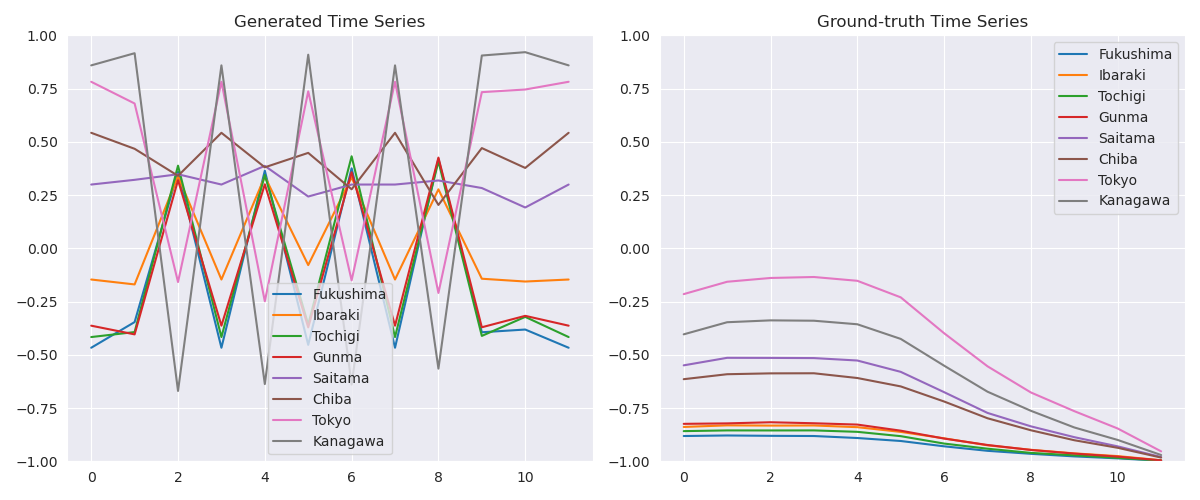 Generated Time Series
1.00
0.75
0.50
0.25
0.00
−0.25
−0.50
−0.75
−1.00
0 2 4 6 8 10
Fukushima
Ibaraki
Tochigi
Gunma
Saitama
Chiba
Tokyo
Kanagawa
Ground-truth Time Series
1.00
0.75
0.50
0.25
0.00
−0.25
−0.50
−0.75
−1.00
0 2 4 6 8 10
Fukushima
Ibaraki
Tochigi
Gunma
Saitama
Chiba
Tokyo
Kanagawa